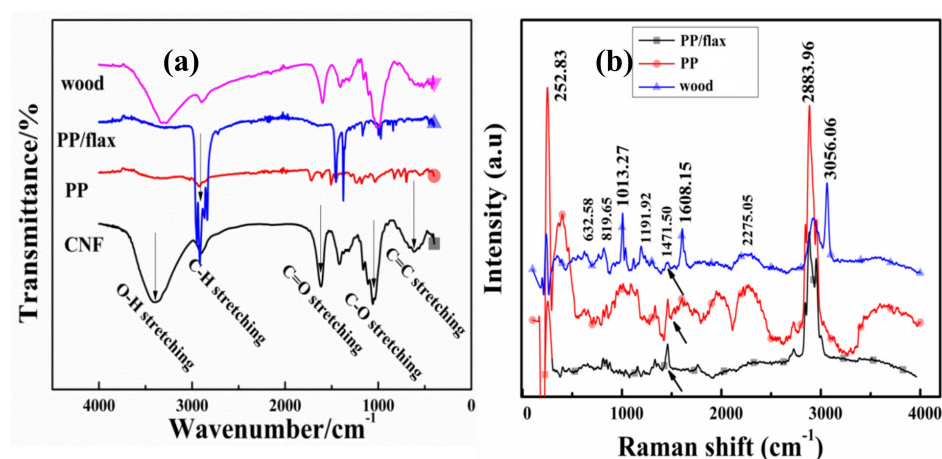 (a)
wood
PP/flax
PP
CNF
O-H stretching
C-H stretching
C=O stretching
C-O stretching
C=C stretching
Transmittance/%
4000
3000
2000
1000
0
Wavenumber/cm⁻¹
(b)
PP/flax
PP
wood
252.83
632.58
819.65
1013.27
1191.92
1471.50
1608.15
2275.05
2883.96
3056.06
Intensity (a.u)
0
1000
2000
3000
4000
Raman shift (cm⁻¹)